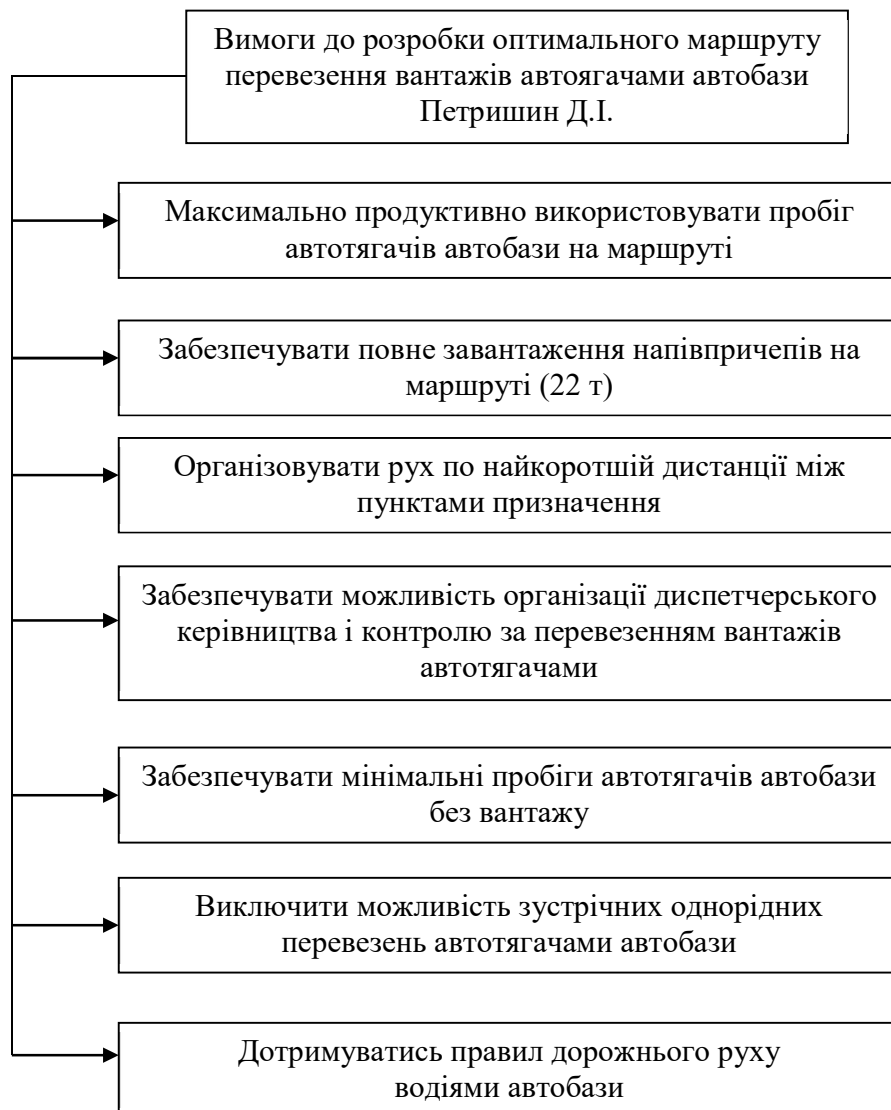 Вимоги до розробки оптимального маршруту
перевезення вантажів автоягачами автобази
Петришин Д.І.
Максимально продуктивно використовувати пробіг
автотягачів автобази на маршруті
Забезпечувати повне завантаження напівпричепів на
маршруті (22 т)
Організовувати рух по найкоротшій дистанції між
пунктами призначення
Забезпечувати можливість організації диспетчерського
керівництва і контролю за перевезенням вантажів
автотягачами
Забезпечувати мінімальні пробіги автотягачів автобази
без вантажу
Виключити можливість зустрічних однорідних
перевезень автотягачами автобази
Дотримуватись правил дорожнього руху
водіями автобази